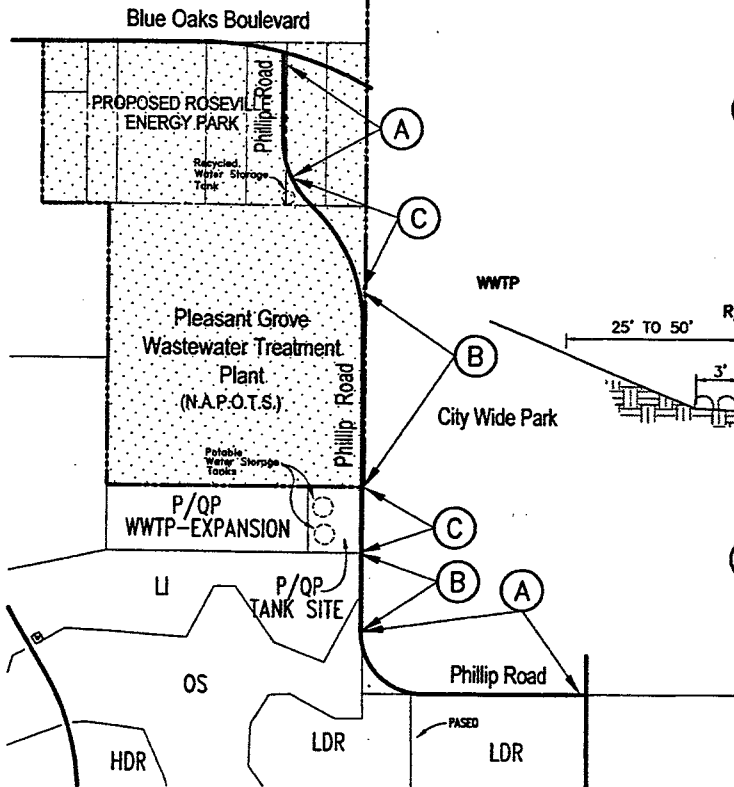 Blue Oaks Boulevard
Phillip Road
PROPOSED ROSEVILLE
ENERGY PARK
A
Recycled
Water Storage
Tank
C
WWTP
Pleasant Grove
Wastewater Treatment
Plant
(N.A.P.O.T.S.)
25' TO 50'
R
3'
B
Phillip Road
City Wide Park
Potable
Water Storage
Tanks
P/QP
WWTP-EXPANSION
C
LI
P/QP
TANK SITE
B
A
OS
Phillip Road
PASEO
LDR
LDR
HDR